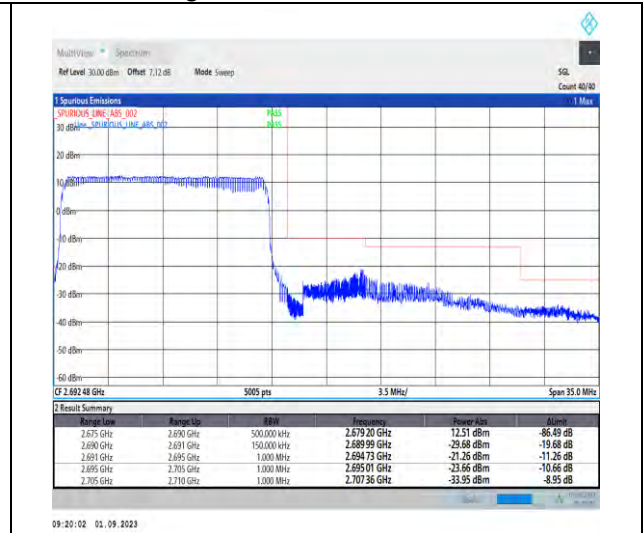 MultiView Spectrum
Ref Level 30.00 dBm Offset 7.12 dB Mode Sweep SGL
Count 40/40
1 Spurious Emissions 1 Max
_SPURIOUS_LINE_ABS_002 PASS
30 dBm Line _SPURIOUS_LINE_ABS_002 PASS
20 dBm
10 dBm
0 dBm
-10 dBm
-20 dBm
-30 dBm
-40 dBm
-50 dBm
-60 dBm
CF 2.692 48 GHz 5005 pts 3.5 MHz/ Span 35.0 MHz
2 Result Summary
Range Low Range Up RBW Frequency Power Abs ΔLimit
2.675 GHz 2.690 GHz 500.000 kHz 2.679 20 GHz 12.51 dBm -86.49 dB
2.690 GHz 2.691 GHz 150.000 kHz 2.689 99 GHz -29.68 dBm -19.68 dB
2.691 GHz 2.695 GHz 1.000 MHz 2.694 73 GHz -21.26 dBm -11.26 dB
2.695 GHz 2.705 GHz 1.000 MHz 2.695 01 GHz -23.66 dBm -10.66 dB
2.705 GHz 2.710 GHz 1.000 MHz 2.707 36 GHz -33.95 dBm -8.95 dB
09:20:02 01.09.2023